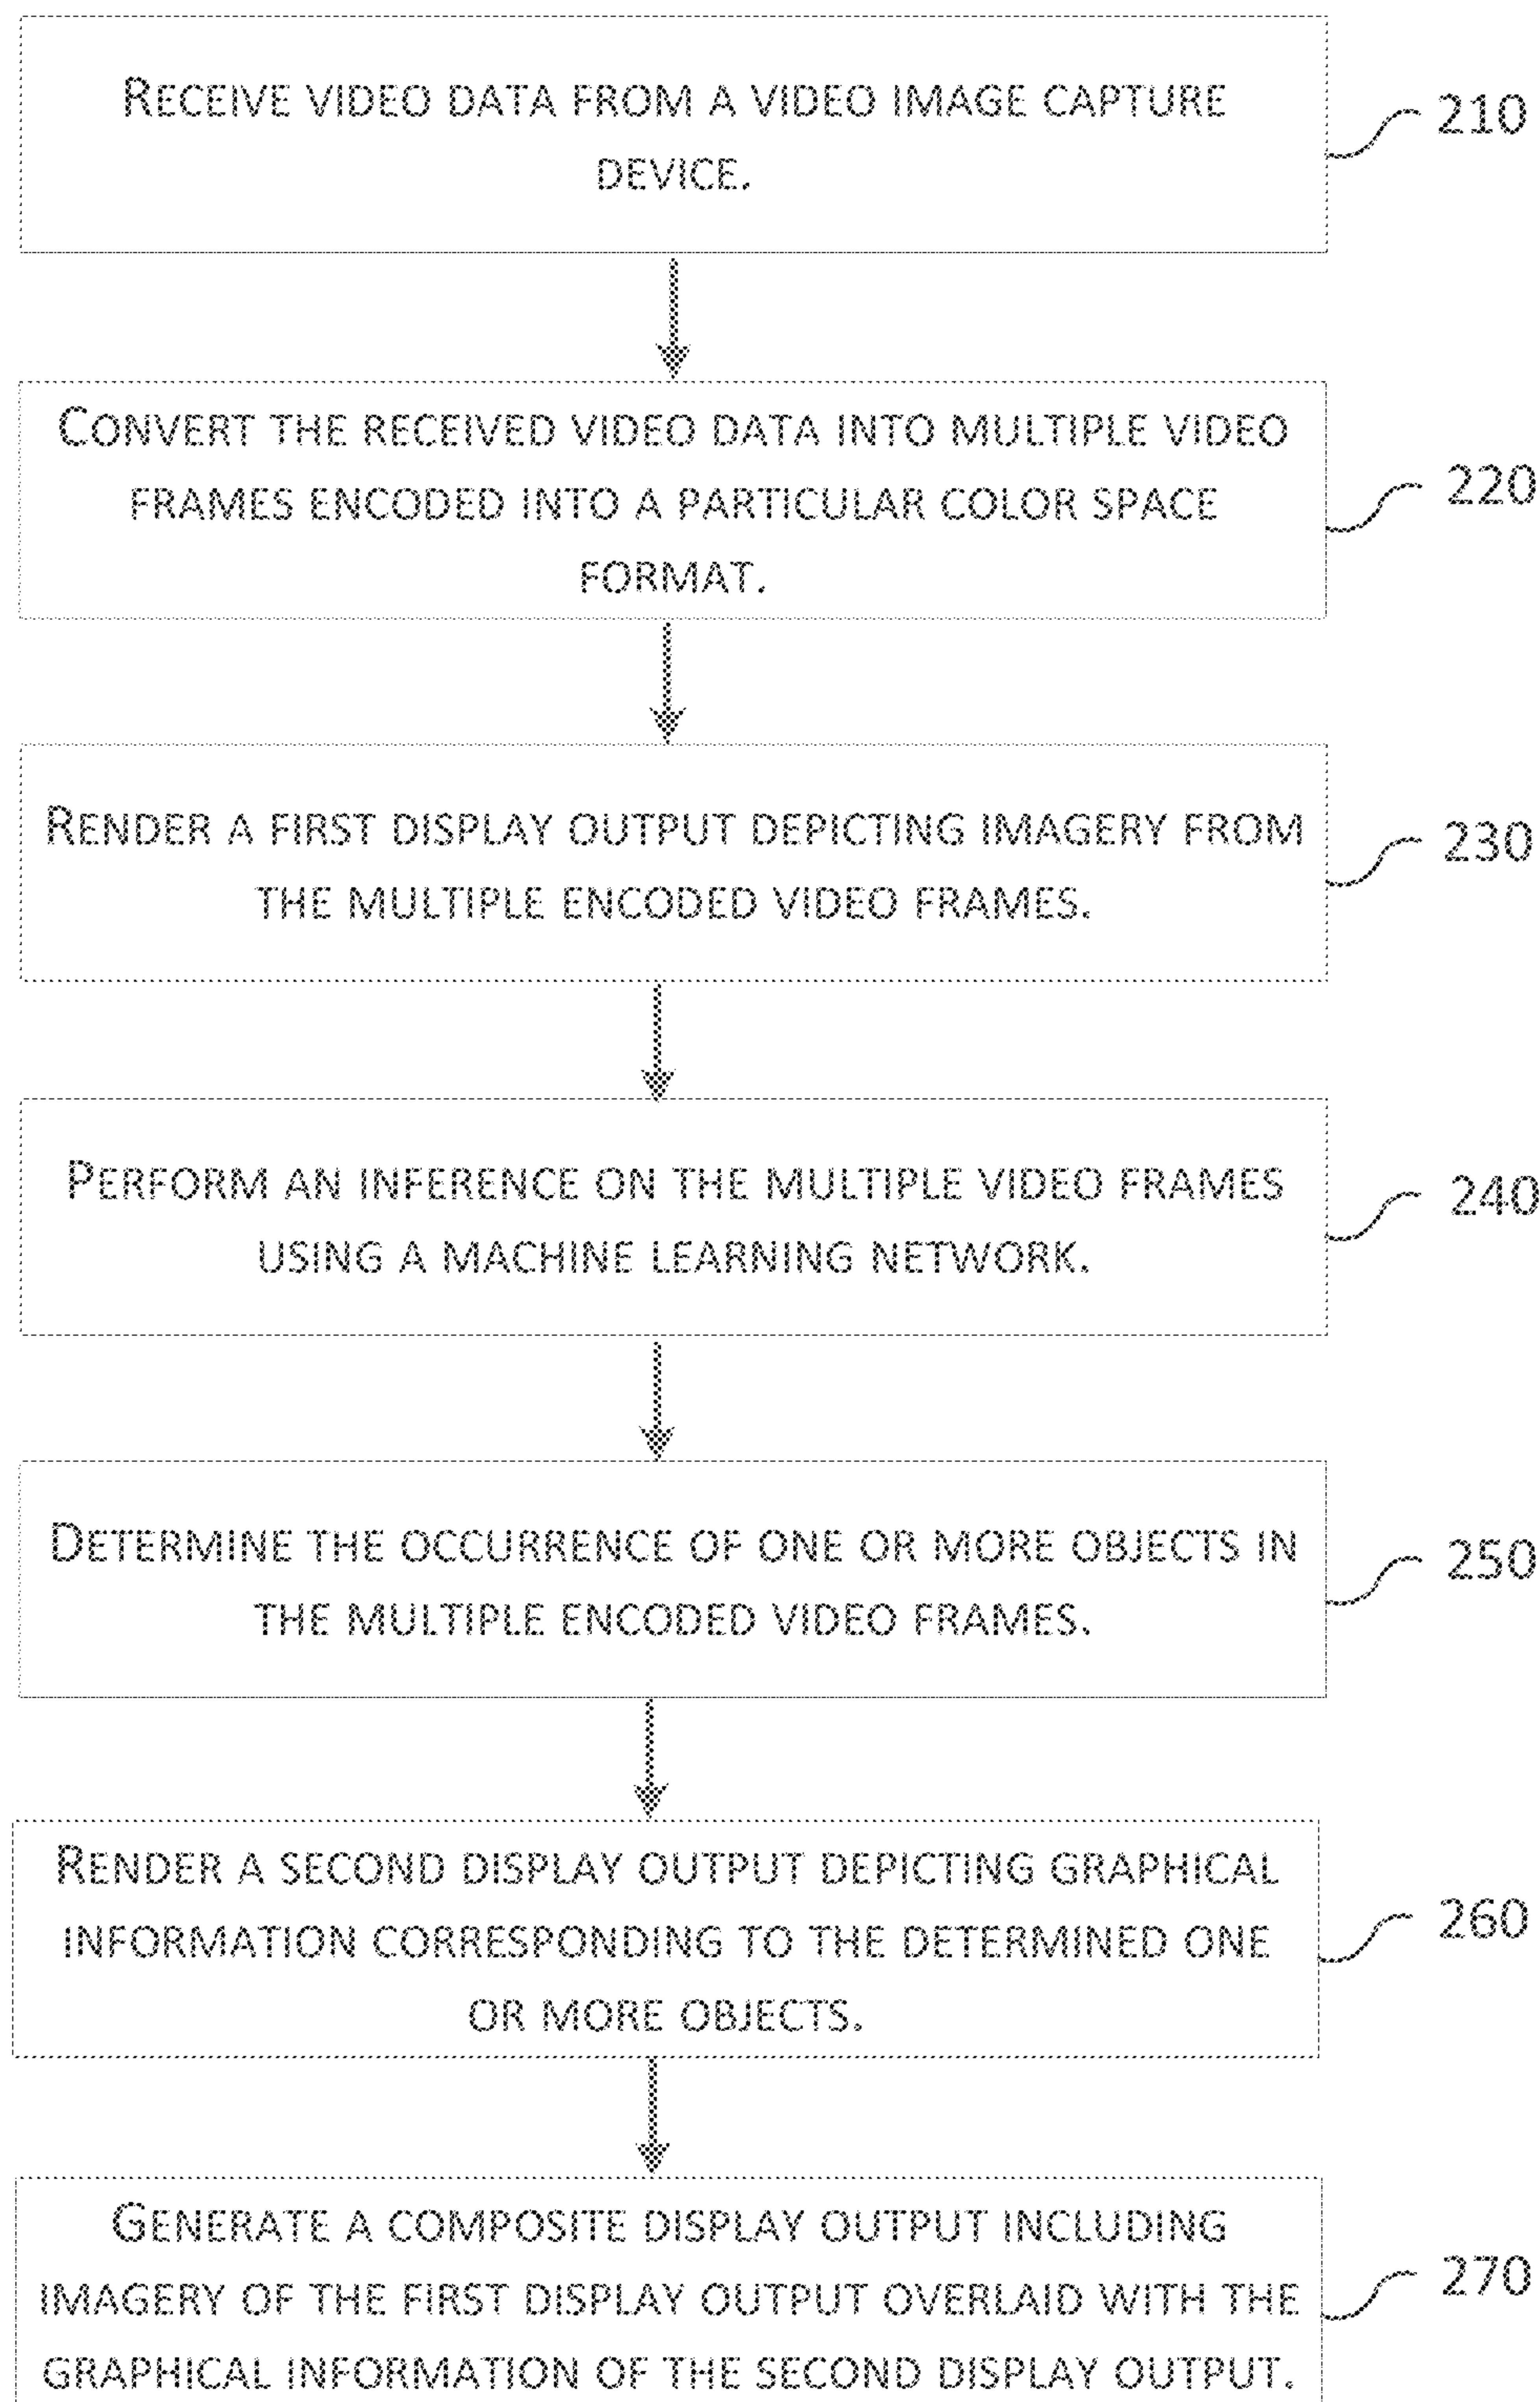 RECEIVE VIDEO DATA FROM A VIDEO IMAGE CAPTURE
DEVICE.
210
CONVERT THE RECEIVED VIDEO DATA INTO MULTIPLE VIDEO
FRAMES ENCODED INTO A PARTICULAR COLOR SPACE
FORMAT.
220
RENDER A FIRST DISPLAY OUTPUT DEPICTING IMAGERY FROM
THE MULTIPLE ENCODED VIDEO FRAMES.
230
PERFORM AN INFERENCE ON THE MULTIPLE VIDEO FRAMES
USING A MACHINE LEARNING NETWORK.
240
DETERMINE THE OCCURRENCE OF ONE OR MORE OBJECTS IN
THE MULTIPLE ENCODED VIDEO FRAMES.
250
RENDER A SECOND DISPLAY OUTPUT DEPICTING GRAPHICAL
INFORMATION CORRESPONDING TO THE DETERMINED ONE
OR MORE OBJECTS.
260
GENERATE A COMPOSITE DISPLAY OUTPUT INCLUDING
IMAGERY OF THE FIRST DISPLAY OUTPUT OVERLAID WITH THE
GRAPHICAL INFORMATION OF THE SECOND DISPLAY OUTPUT.
270